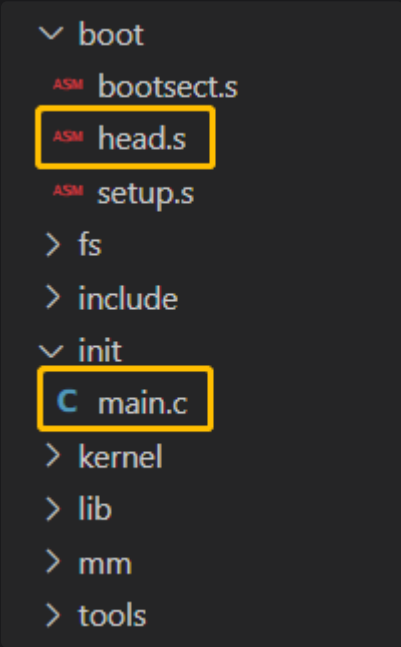 boot
ASM bootsect.s
ASM head.s
ASM setup.s
fs
include
init
C main.c
kernel
lib
mm
tools